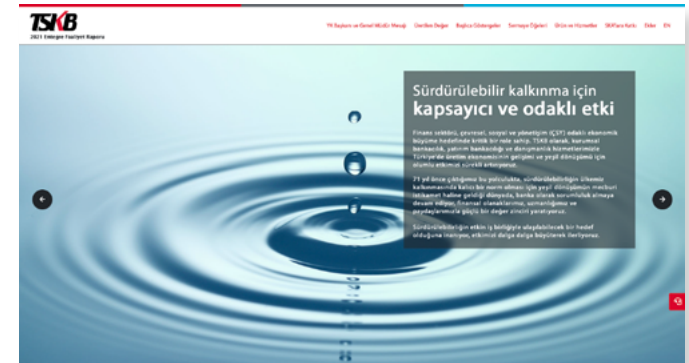 TSKB
2021 Entegre Faaliyet Raporu
YK Başkanı ve Genel Müdür Mesajı Üretilen Değer Başlıca Göstergeler Sermaye Öğeleri Ürün ve Hizmetler SKA'lara Katkı Ekler EN
Sürdürülebilir kalkınma için
kapsayıcı ve odaklı etki
Finans sektörü, çevresel, sosyal ve yönetişim (ÇSY) odaklı ekonomik
büyüme hedefinde kritik bir role sahip. TSKB olarak, kurumsal
bankacılık, yatırım bankacılığı ve danışmanlık hizmetlerimizle
Türkiye'de üretim ekonomisinin gelişimi ve yeşil dönüşümü için
olumlu etkimizi sürekli artırıyoruz.
71 yıl önce çıktığımız bu yolculukta, sürdürülebilirliğin ülkemiz
kalkınmasında kalıcı bir norm olması için yeşil dönüşümün mecburi
istikamet haline geldiği dünyada, banka olarak sorumluluk almaya
devam ediyor, finansal olanaklarımız, uzmanlığımız ve
paydaşlarımızla güçlü bir değer zinciri yaratıyoruz.
Sürdürülebilirliğin etkin iş birliğiyle ulaşılabilecek bir hedef
olduğuna inanıyor, etkimizi dalga dalga büyüterek ilerliyoruz.